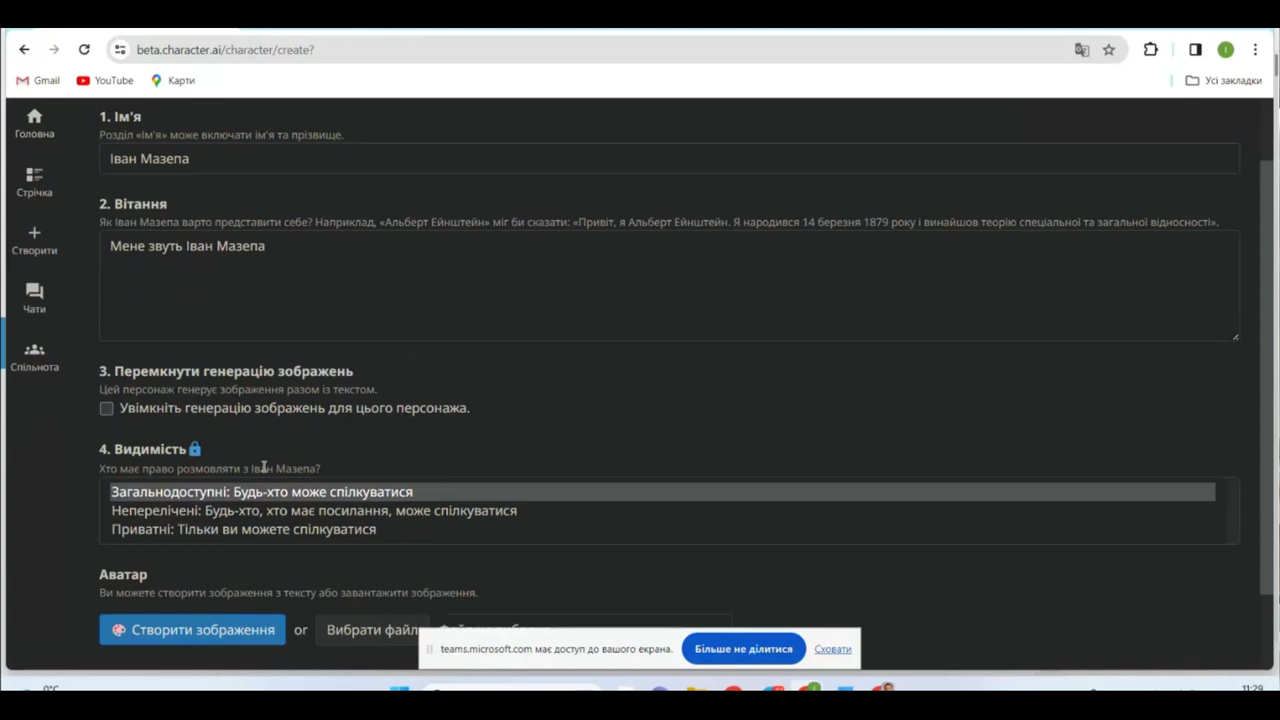 beta.character.ai/character/create?
Gmail YouTube Карти Усі закладки
Головна
Стрічка
Створити
Чати
Спільнота
1. Ім'я
Розділ «Ім'я» може включати ім'я та прізвище.
Іван Мазепа
2. Вітання
Як Іван Мазепа варто представити себе? Наприклад, «Альберт Ейнштейн» міг би сказати: «Привіт, я Альберт Ейнштейн. Я народився 14 березня 1879 року і винайшов теорію спеціальної та загальної відносності».
Мене звуть Іван Мазепа
3. Перемкнути генерацію зображень
Цей персонаж генерує зображення разом із текстом.
Увімкніть генерацію зображень для цього персонажа.
4. Видимість
Хто має право розмовляти з Іван Мазепа?
Загальнодоступні: Будь-хто може спілкуватися
Неперелічені: Будь-хто, хто має посилання, може спілкуватися
Приватні: Тільки ви можете спілкуватися
Аватар
Ви можете створити зображення з тексту або завантажити зображення.
Створити зображення or Вибрати файл
teams.microsoft.com має доступ до вашого екрана. Більше не ділитися Сховати
0°C 11:29